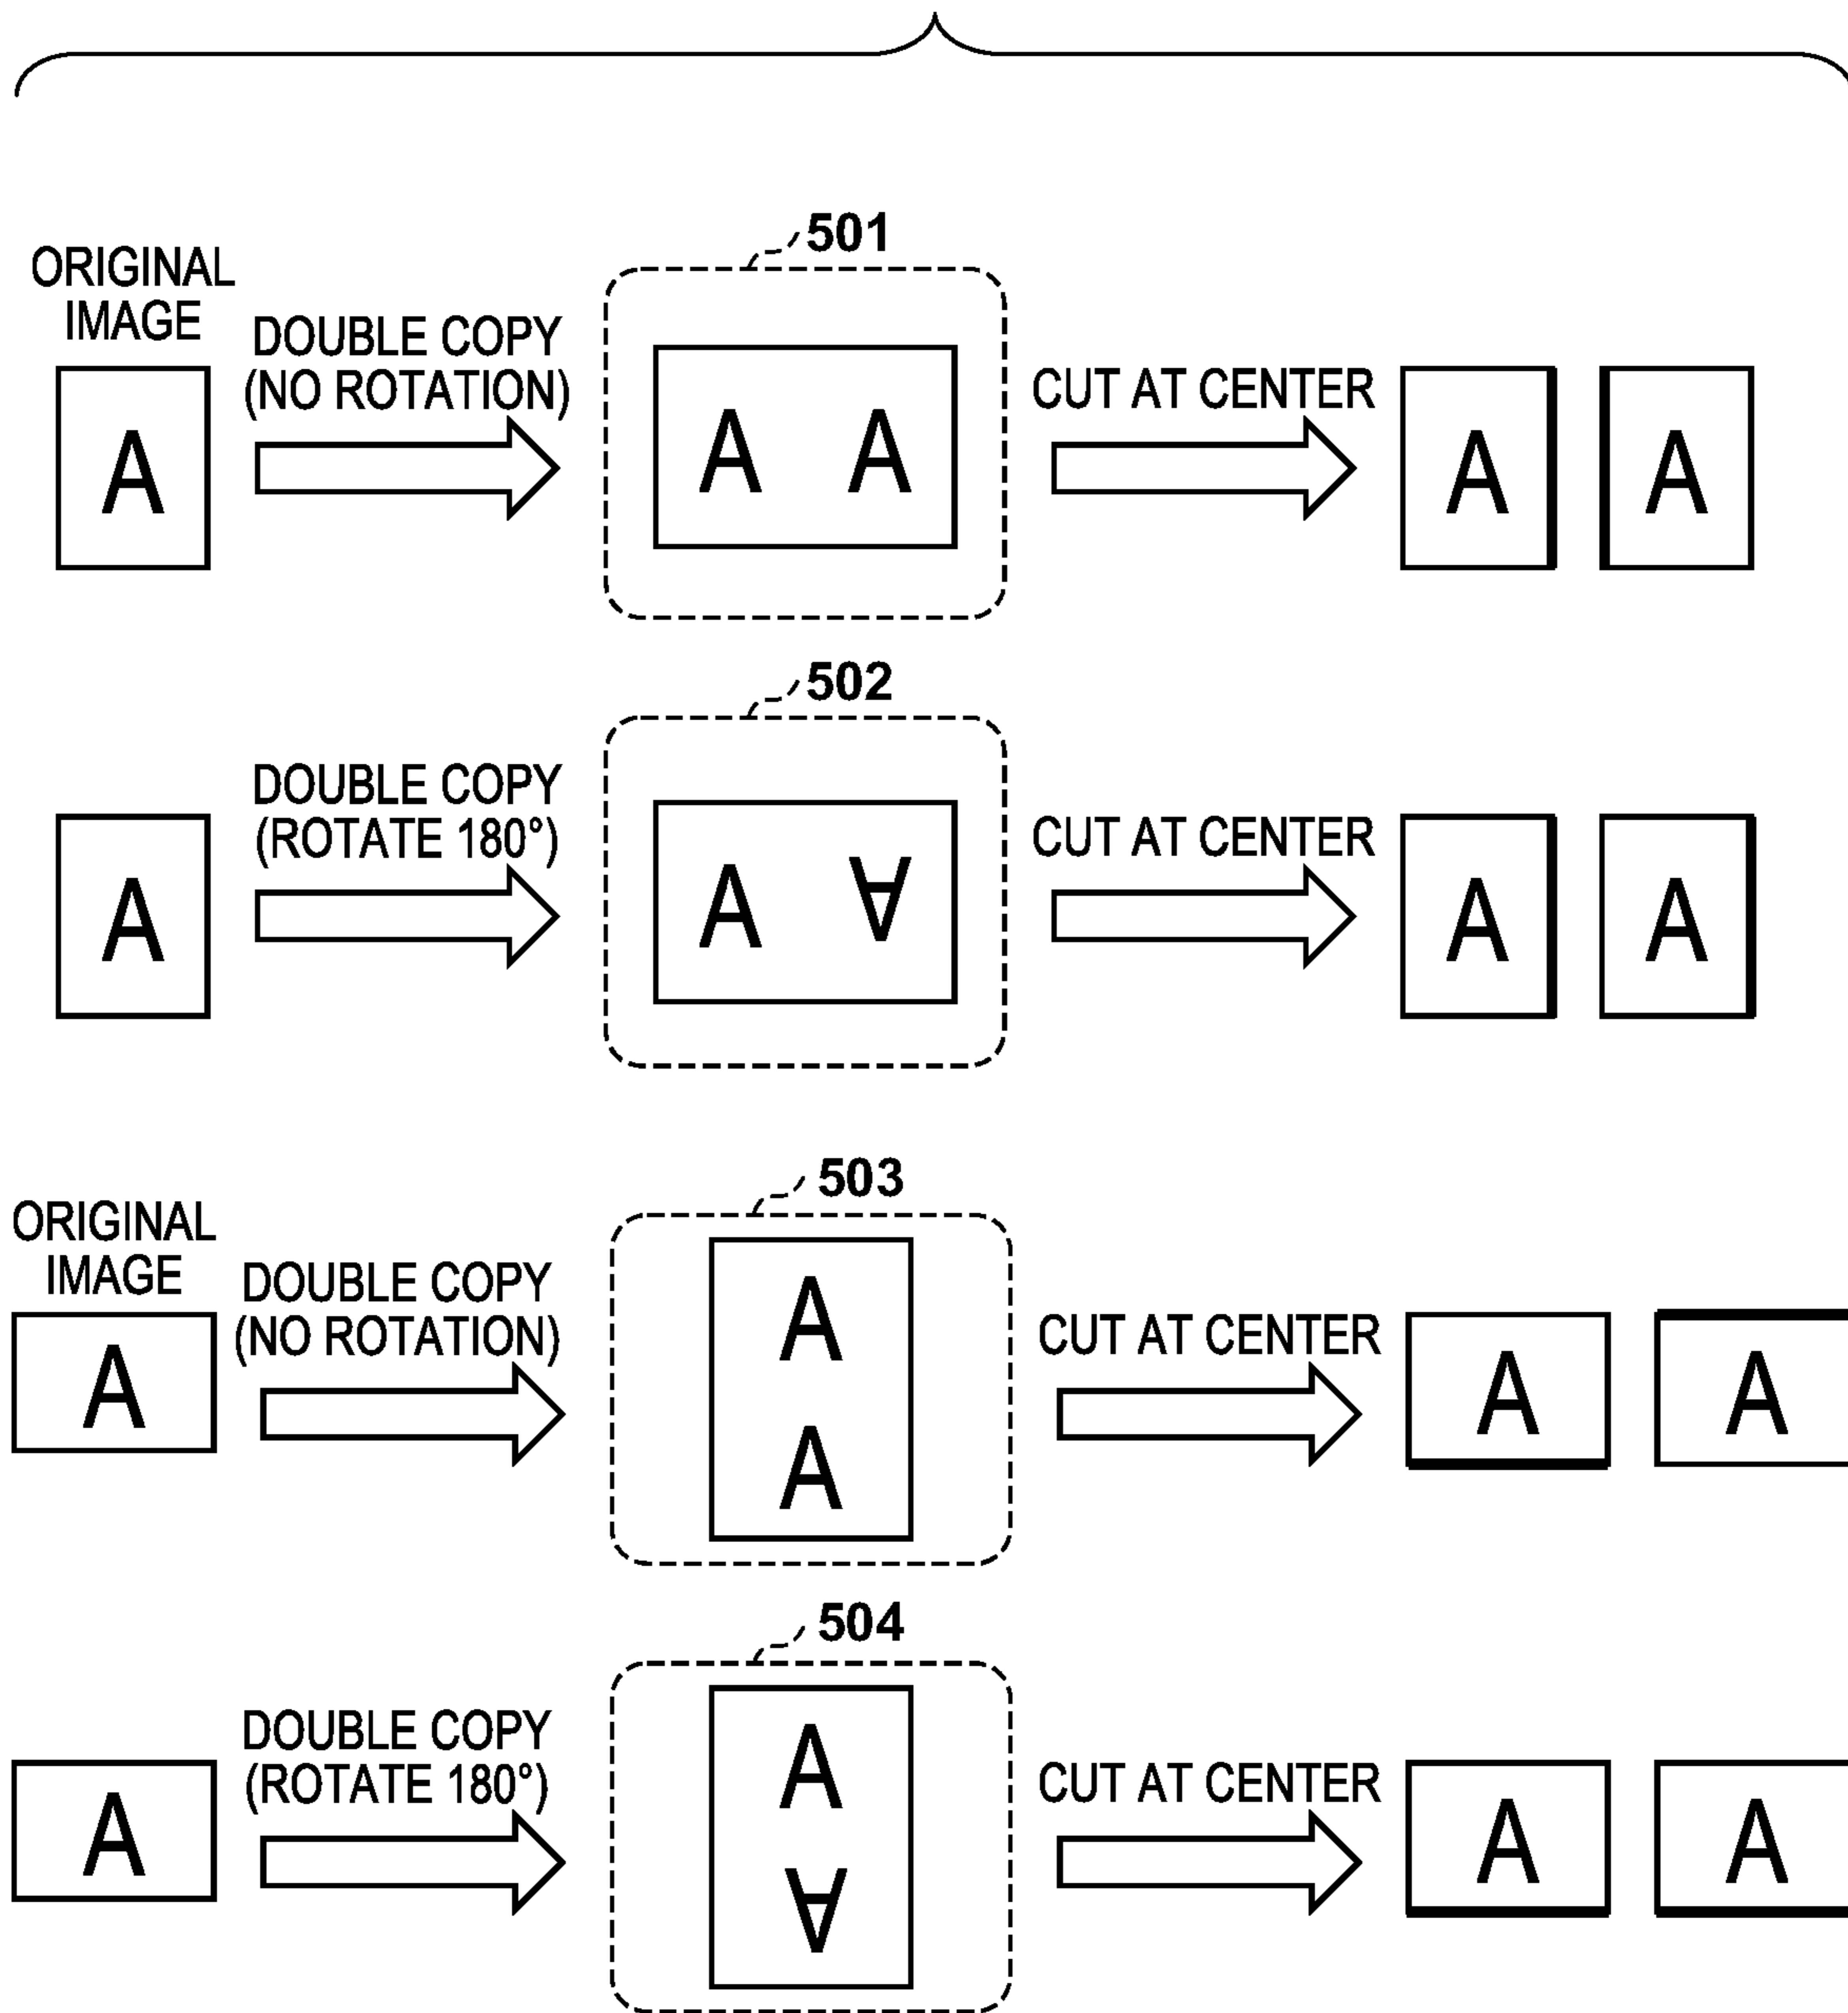 501
ORIGINAL
IMAGE
DOUBLE COPY
(NO ROTATION)
CUT AT CENTER
A
A A
A
A
502
DOUBLE COPY
(ROTATE 180°)
CUT AT CENTER
A
A A
A
A
503
ORIGINAL
IMAGE
DOUBLE COPY
(NO ROTATION)
CUT AT CENTER
A
A
A
A
A
504
DOUBLE COPY
(ROTATE 180°)
CUT AT CENTER
A
A
A
A
A